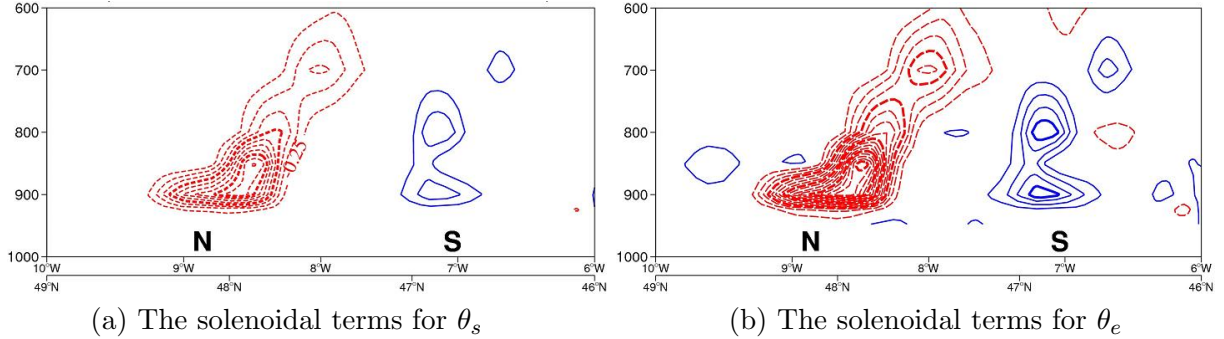 600 600
700 700
800 800
0.25
900 900
N S N S
1000 1000
10°W 9°W 8°W 7°W 6°W 10°W 9°W 8°W 7°W 6°W
49°N 48°N 47°N 46°N 49°N 48°N 47°N 46°N
(a) The solenoidal terms for θs (b) The solenoidal terms for θe